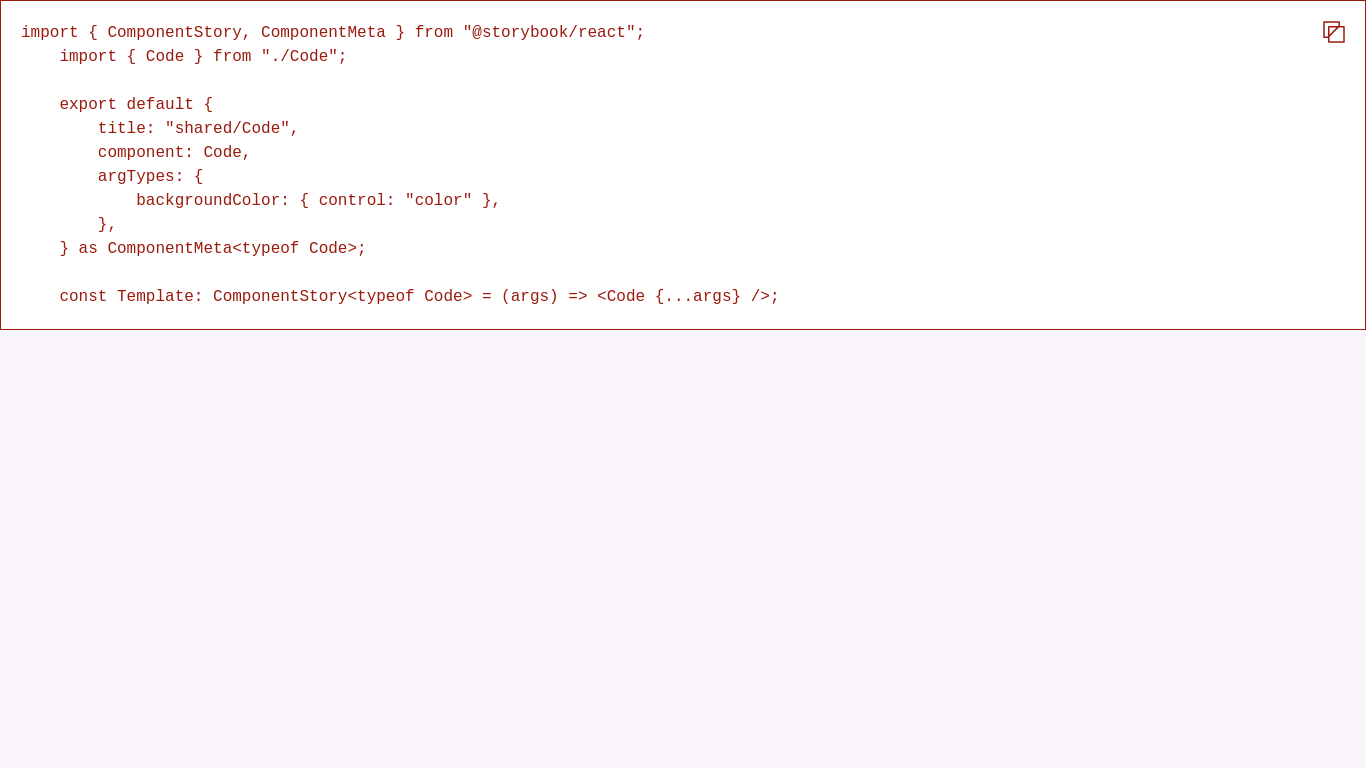 import { ComponentStory, ComponentMeta } from "@storybook/react";
    import { Code } from "./Code";

    export default {
        title: "shared/Code",
        component: Code,
        argTypes: {
            backgroundColor: { control: "color" },
        },
    } as ComponentMeta<typeof Code>;

    const Template: ComponentStory<typeof Code> = (args) => <Code {...args} />;